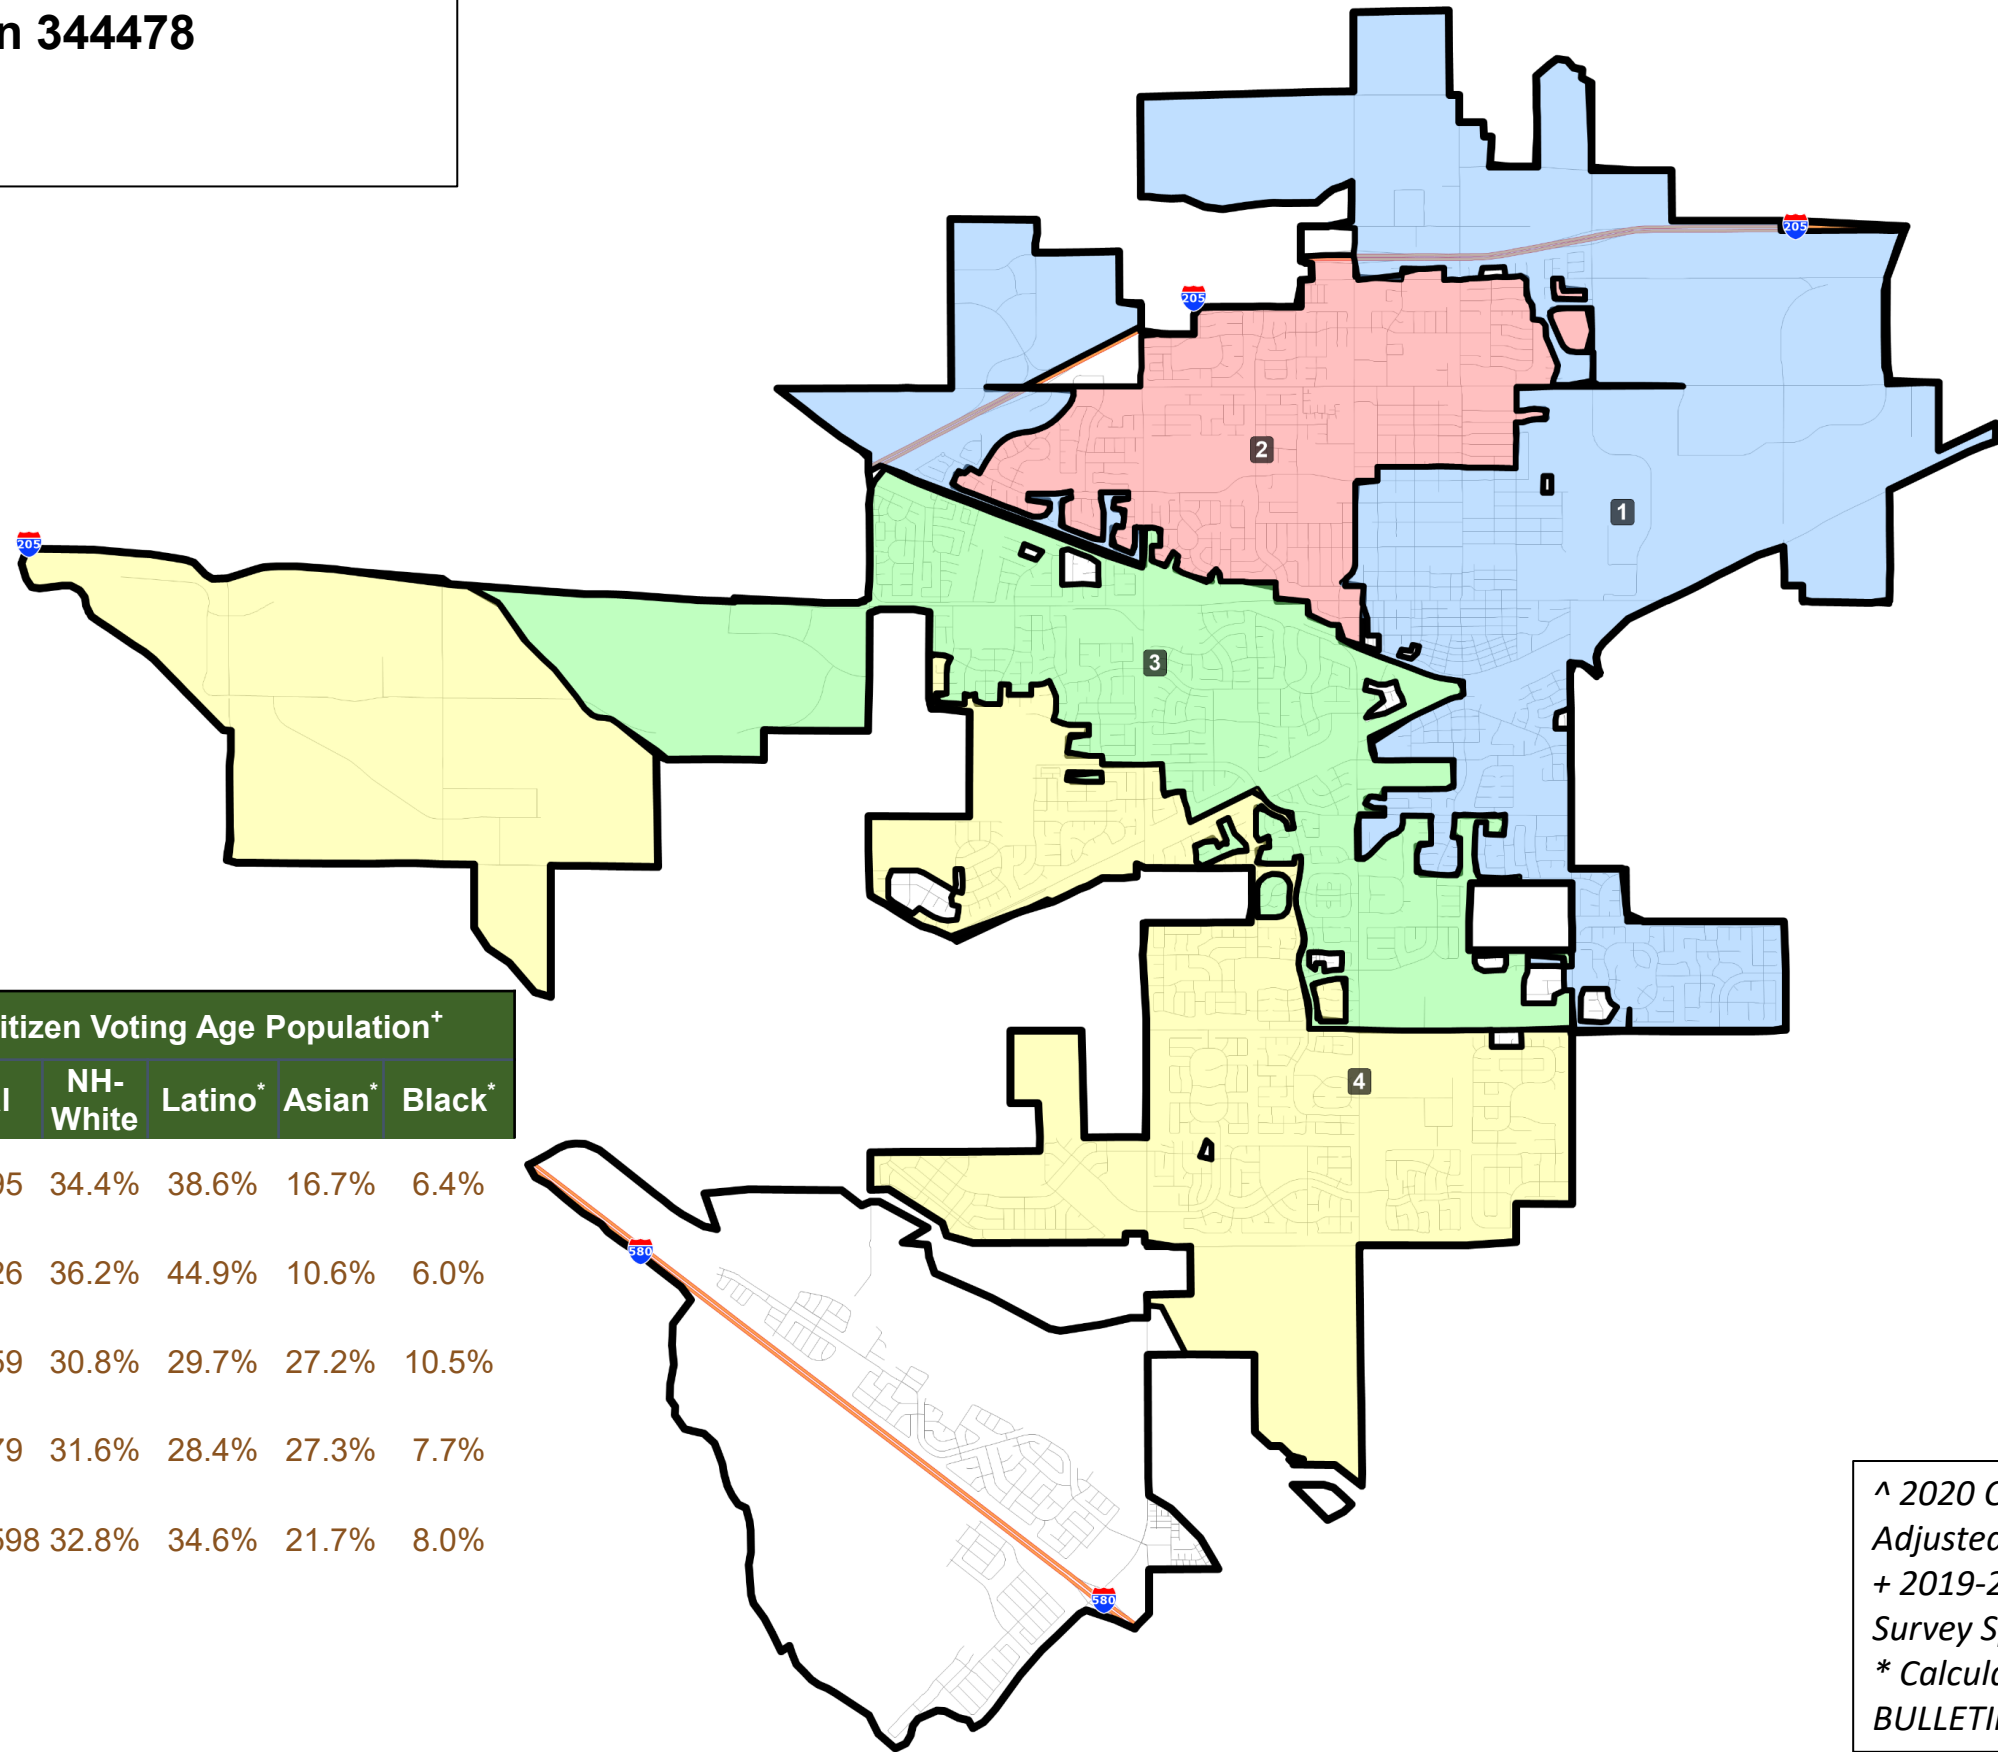 n 344478
205
205
205
2
1
3
4
Citizen Voting Age Population+
NH-White Latino* Asian* Black*
95 34.4% 38.6% 16.7% 6.4%
26 36.2% 44.9% 10.6% 6.0%
59 30.8% 29.7% 27.2% 10.5%
79 31.6% 28.4% 27.3% 7.7%
598 32.8% 34.6% 21.7% 8.0%
580
580
^ 2020 C
Adjusted
+ 2019-2
Survey S
* Calcula
BULLETI